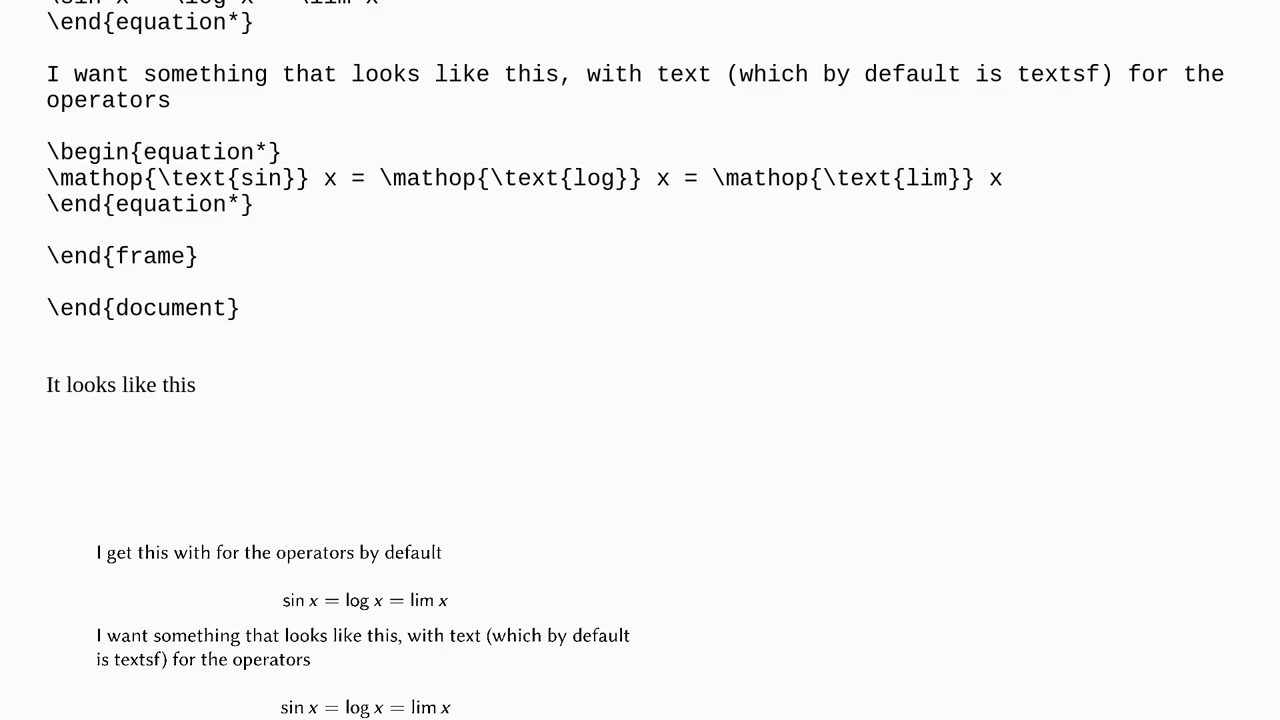 \sin x = \log x = \lim x
\end{equation*}
I want something that looks like this, with text (which by default is textsf) for the
operators
\begin{equation*}
\mathop{\text{sin}} x = \mathop{\text{log}} x = \mathop{\text{lim}} x
\end{equation*}
\end{frame}
\end{document}
It looks like this
I get this with for the operators by default
sin x = log x = lim x
I want something that looks like this, with text (which by default
is textsf) for the operators
sin x = log x = lim x